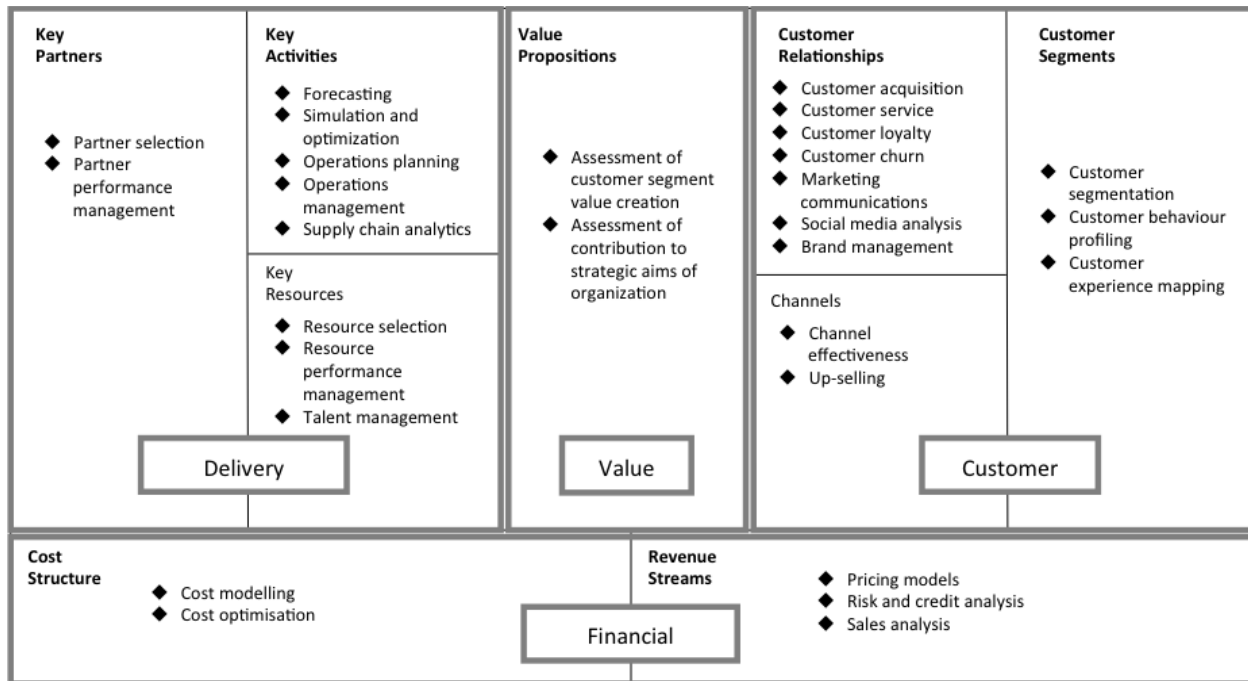 Key
Partners
◆ Partner selection
◆ Partner
performance
management
Key
Activities
◆ Forecasting
◆ Simulation and
optimization
◆ Operations planning
◆ Operations
management
◆ Supply chain analytics
Key
Resources
◆ Resource selection
◆ Resource
performance
management
◆ Talent management
Delivery
Value
Propositions
◆ Assessment of
customer segment
value creation
◆ Assessment of
contribution to
strategic aims of
organization
Value
Customer
Relationships
◆ Customer acquisition
◆ Customer service
◆ Customer loyalty
◆ Customer churn
◆ Marketing
communications
◆ Social media analysis
◆ Brand management
Channels
◆ Channel
effectiveness
◆ Up-selling
Customer
Segments
◆ Customer
segmentation
◆ Customer behaviour
profiling
◆ Customer
experience mapping
Customer
Cost
Structure
◆ Cost modelling
◆ Cost optimisation
Revenue
Streams
◆ Pricing models
◆ Risk and credit analysis
◆ Sales analysis
Financial